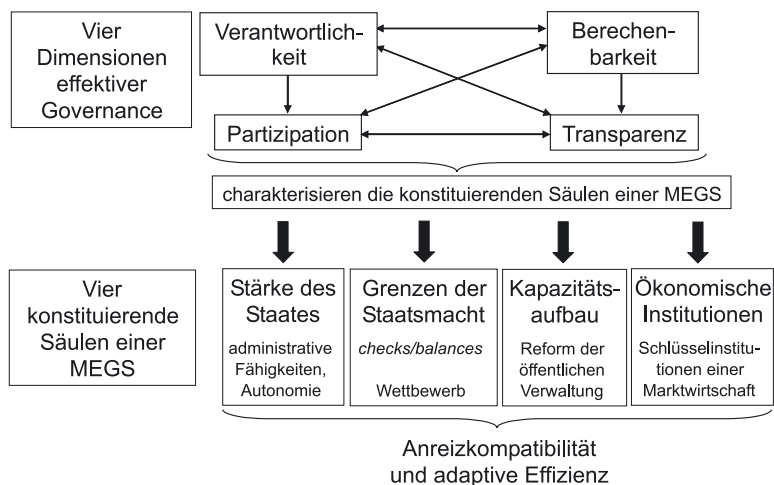 Vier
Dimensionen
effektiver
Governance
Verantwortlich-
keit
Berechen-
barkeit
Partizipation
Transparenz
charakterisieren die konstituierenden Säulen einer MEGS
Vier
konstituierende
Säulen einer
MEGS
Stärke des
Staates
administrative
Fähigkeiten,
Autonomie
Grenzen der
Staatsmacht
checks/balances
Wettbewerb
Kapazitäts-
aufbau
Reform der
öffentlichen
Verwaltung
Ökonomische
Institutionen
Schlüsselinstitu-
tionen einer
Marktwirtschaft
Anreizkompatibilität
und adaptive Effizienz